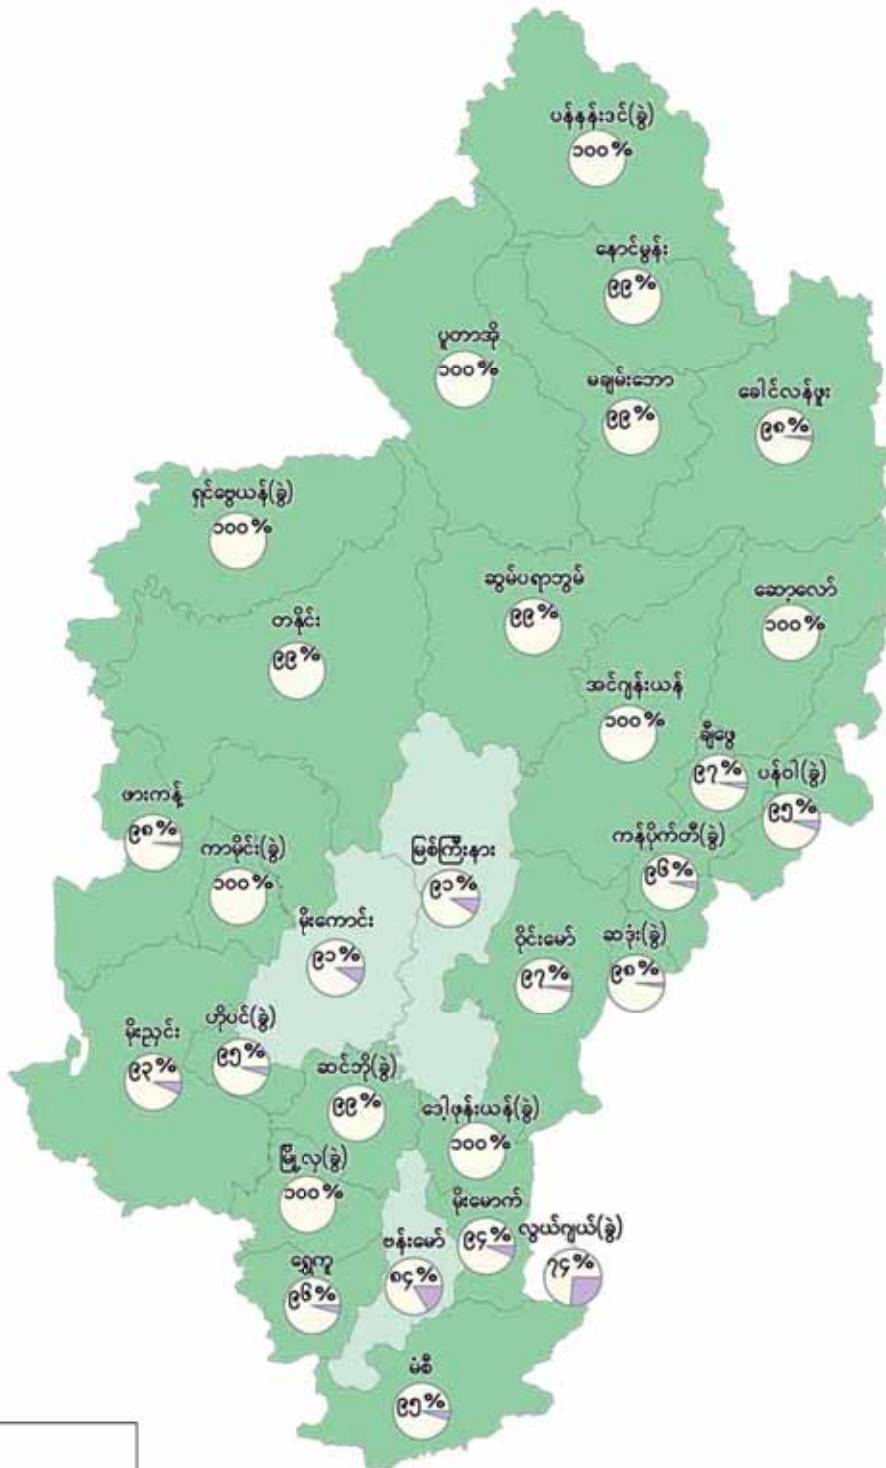 ပန်နန်းဒင်(ခွဲ)
၁၀၀%
နောင်မွန်း
၉၉%
ပူတာအို
၁၀၀%
မချမ်းဘော
၉၉%
ခေါင်လန်ဖူး
၉၈%
ရှင်ဗွေယန်(ခွဲ)
၁၀၀%
ဆွမ်ပရာဘွမ်
၉၉%
ဆော့လော်
၁၀၀%
တနိုင်း
၉၉%
အင်ဂျန်းယန်
၁၀၀%
ချီဖွေ
၉၇%
ပန်ဝါ(ခွဲ)
၉၅%
ဖားကန့်
၉၈%
ကာမိုင်း(ခွဲ)
၁၀၀%
မြစ်ကြီးနား
၉၁%
ကန်ပိုက်တီ(ခွဲ)
၉၆%
မိုးကောင်း
၉၁%
ဝိုင်းမော်
၉၇%
ဆဒုံး(ခွဲ)
၉၈%
မိုးညှင်း
၉၃%
ဟိုပင်(ခွဲ)
၉၅%
ဆင်ဘို(ခွဲ)
၉၉%
ဒေါ့ဖုန်းယန်(ခွဲ)
၁၀၀%
မြို့လှ(ခွဲ)
၁၀၀%
မိုးမောက်
၉၄%
လွယ်ဂျယ်(ခွဲ)
၇၄%
ဗန်းမော်
၈၄%
ရွှေကူ
၉၆%
မံစီ
၉၅%